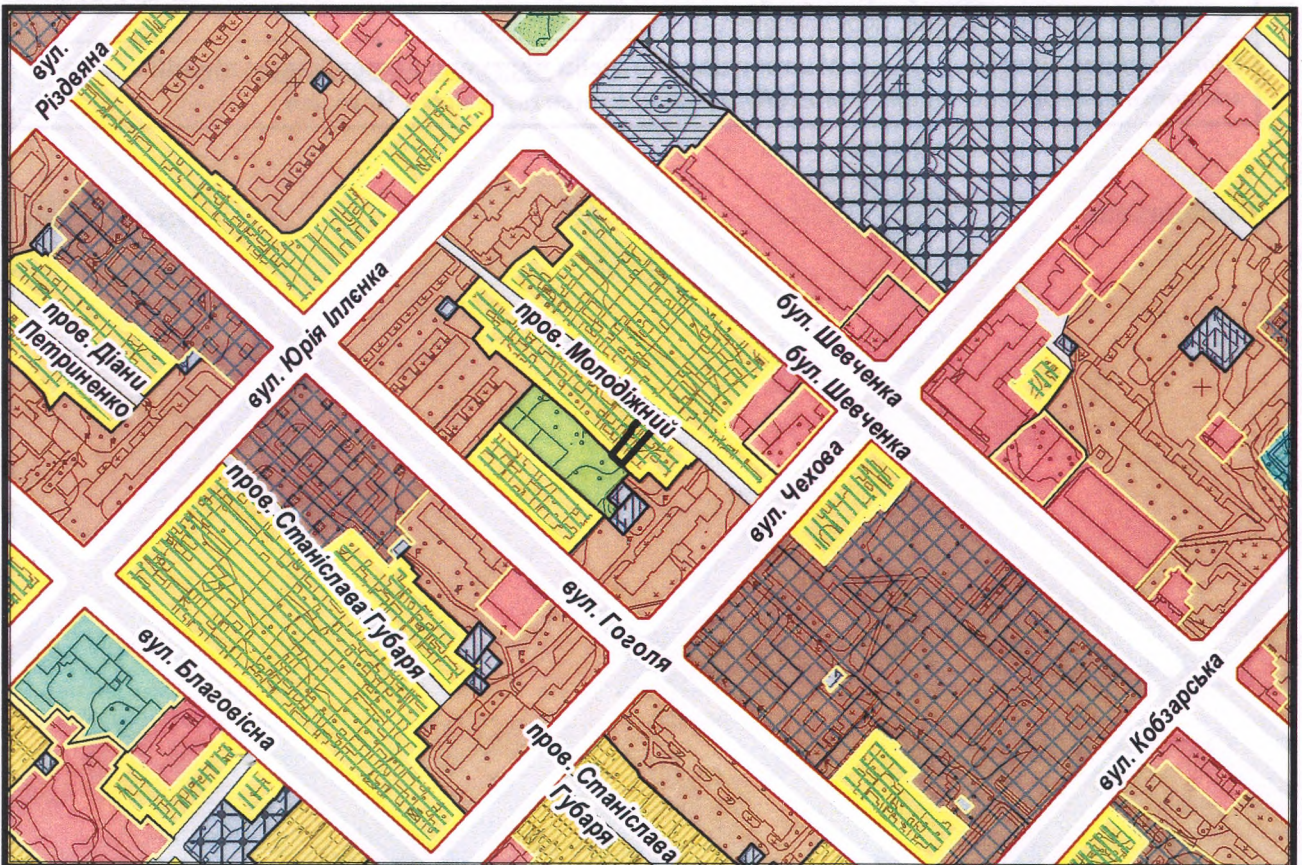 вул.
Різдвяна
вул. Юрія Іллєнка
пров. Діани
Петриненко
пров. Молодіжний
бул. Шевченка
бул. Шевченка
вул. Чехова
пров. Станіслава Губаря
вул. Гоголя
вул. Благовісна
пров. Станіслава
Губаря
вул. Кобзарська